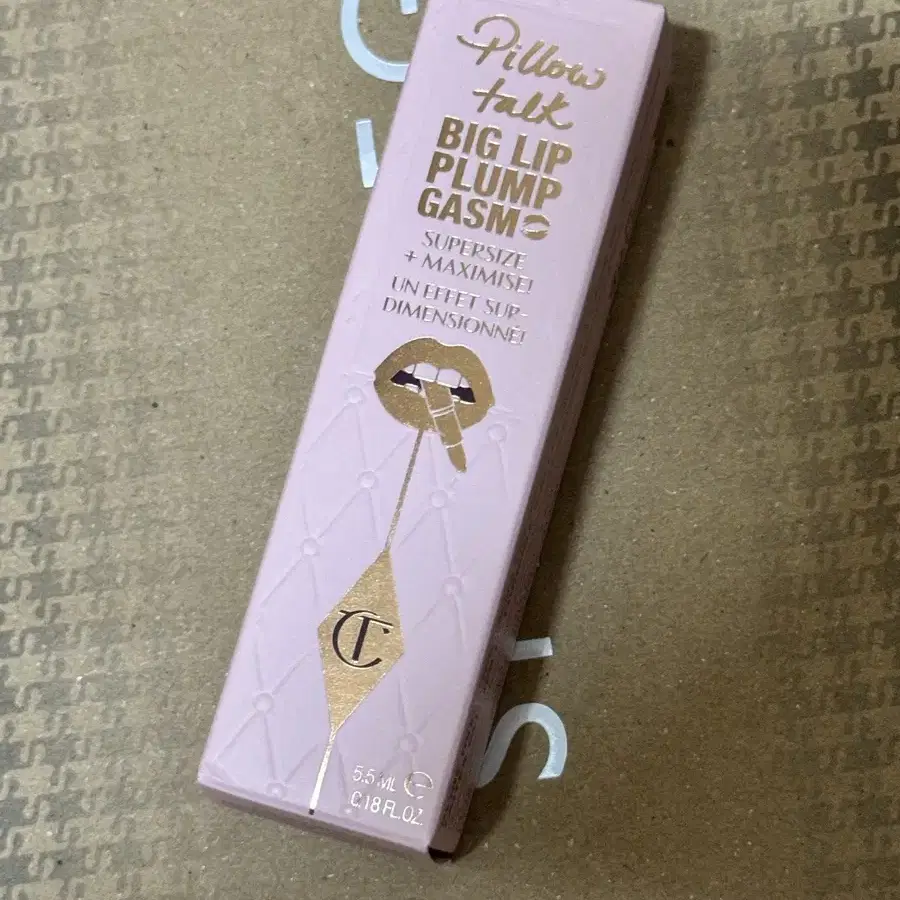 Pillow
talk
BIG LIP
PLUMP
GASM
SUPERSIZE
+ MAXIMISE!
UN EFFET SUR-
DIMENSIONNÉ!
CT
5.5 ML ℮
0.18 FL.OZ.